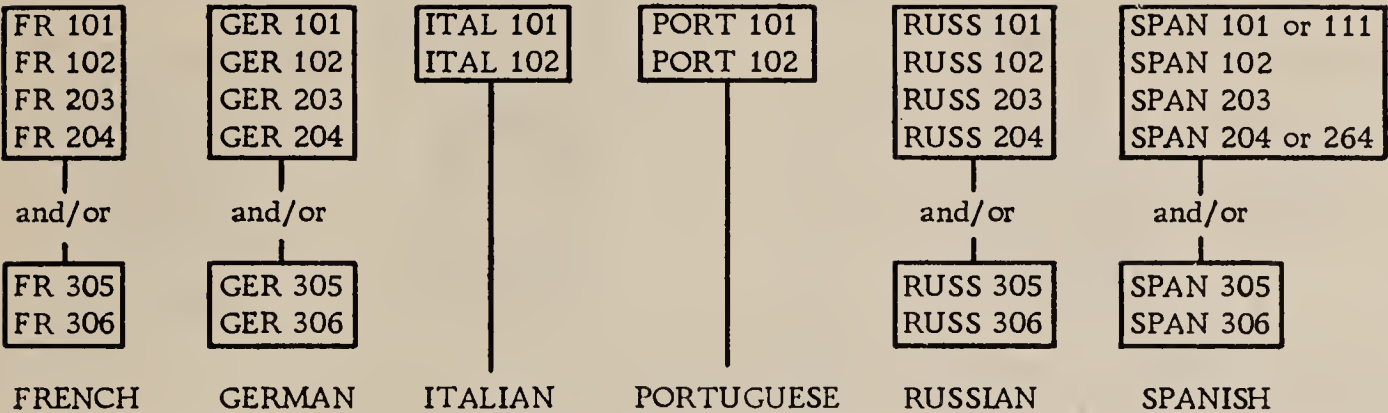 FR 101
FR 102
FR 203
FR 204
and/or
FR 305
FR 306
FRENCH
GER 101
GER 102
GER 203
GER 204
and/or
GER 305
GER 306
GERMAN
ITAL 101
ITAL 102
ITALIAN
PORT 101
PORT 102
PORTUGUESE
RUSS 101
RUSS 102
RUSS 203
RUSS 204
and/or
RUSS 305
RUSS 306
RUSSIAN
SPAN 101 or 111
SPAN 102
SPAN 203
SPAN 204 or 264
and/or
SPAN 305
SPAN 306
SPANISH